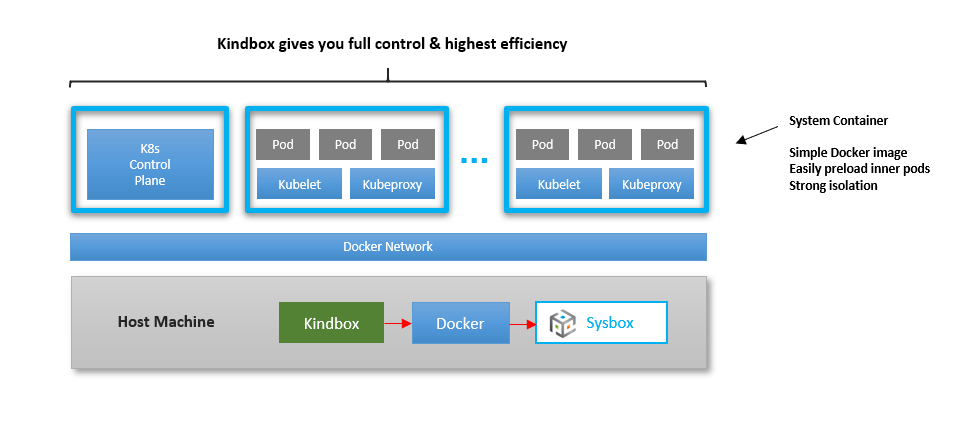 Kindbox gives you full control & highest efficiency
K8s
Control
Plane
Pod Pod Pod
Kubelet Kubeproxy
...
Pod Pod Pod
Kubelet Kubeproxy
System Container
Simple Docker image
Easily preload inner pods
Strong isolation
Docker Network
Host Machine
Kindbox
Docker
Sysbox